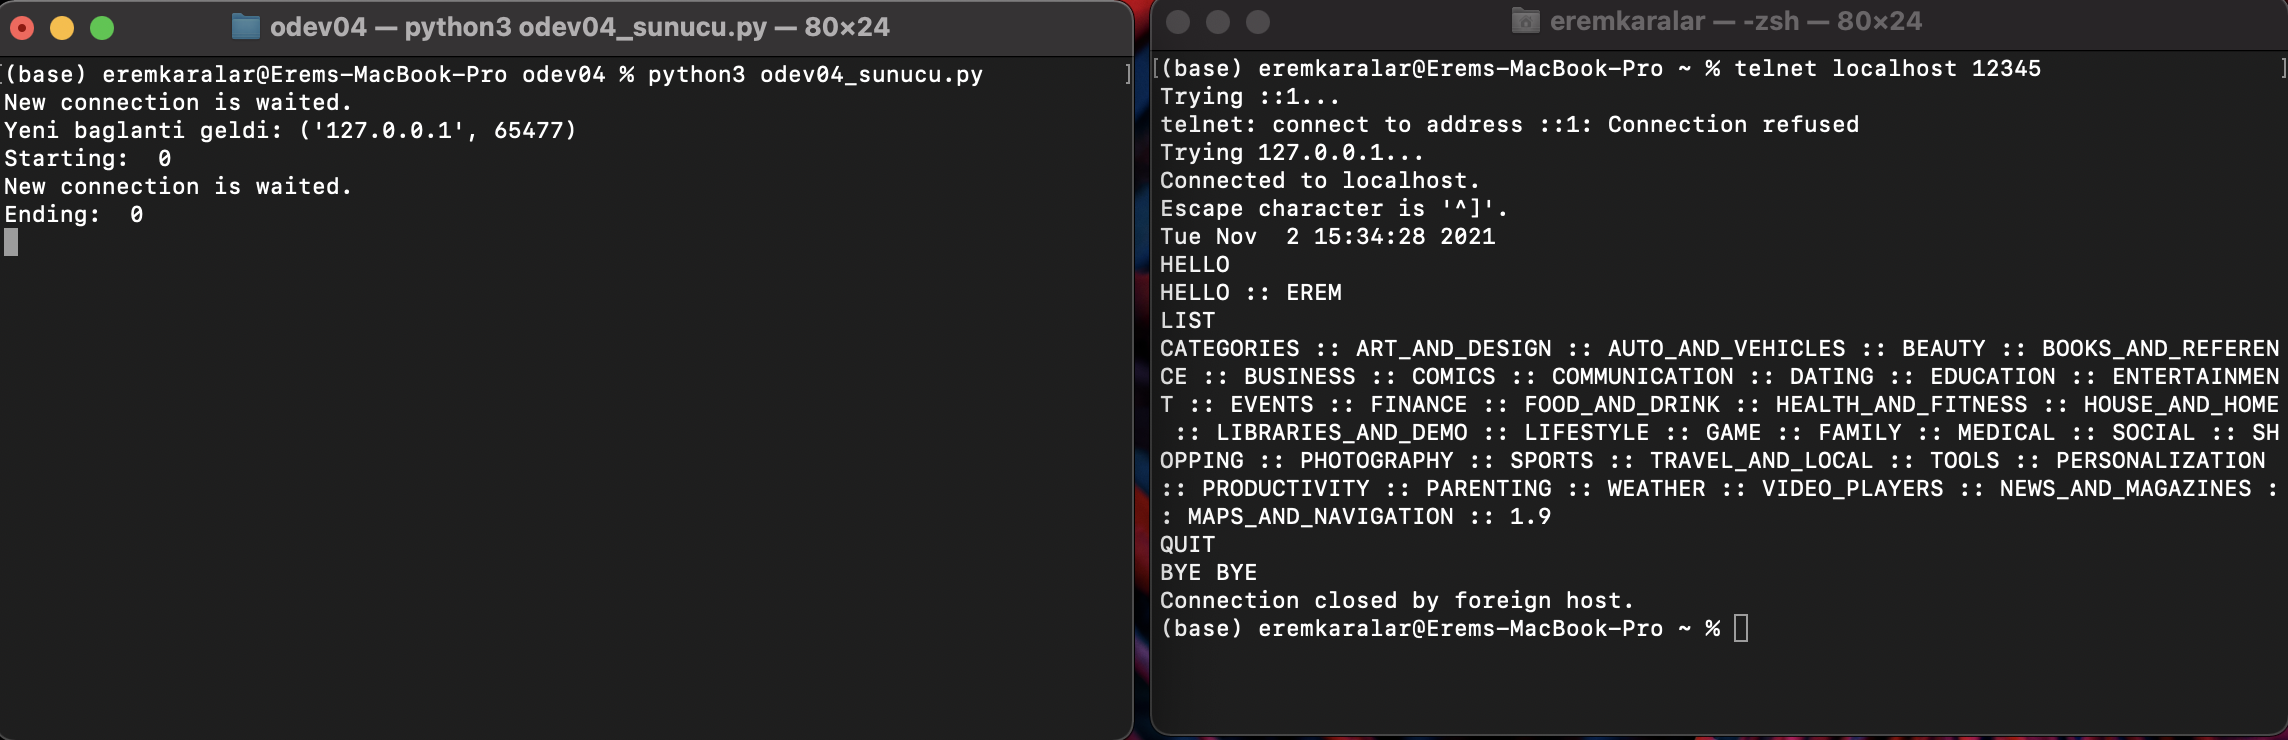 odev04 — python3 odev04_sunucu.py — 80×24
(base) eremkaralar@Erems-MacBook-Pro odev04 % python3 odev04_sunucu.py
New connection is waited.
Yeni baglanti geldi: ('127.0.0.1', 65477)
Starting:  0
New connection is waited.
Ending:  0
eremkaralar — -zsh — 80×24
(base) eremkaralar@Erems-MacBook-Pro ~ % telnet localhost 12345
Trying ::1...
telnet: connect to address ::1: Connection refused
Trying 127.0.0.1...
Connected to localhost.
Escape character is '^]'.
Tue Nov  2 15:34:28 2021
HELLO
HELLO :: EREM
LIST
CATEGORIES :: ART_AND_DESIGN :: AUTO_AND_VEHICLES :: BEAUTY :: BOOKS_AND_REFEREN
CE :: BUSINESS :: COMICS :: COMMUNICATION :: DATING :: EDUCATION :: ENTERTAINMEN
T :: EVENTS :: FINANCE :: FOOD_AND_DRINK :: HEALTH_AND_FITNESS :: HOUSE_AND_HOME
 :: LIBRARIES_AND_DEMO :: LIFESTYLE :: GAME :: FAMILY :: MEDICAL :: SOCIAL :: SH
OPPING :: PHOTOGRAPHY :: SPORTS :: TRAVEL_AND_LOCAL :: TOOLS :: PERSONALIZATION
:: PRODUCTIVITY :: PARENTING :: WEATHER :: VIDEO_PLAYERS :: NEWS_AND_MAGAZINES :
: MAPS_AND_NAVIGATION :: 1.9
QUIT
BYE BYE
Connection closed by foreign host.
(base) eremkaralar@Erems-MacBook-Pro ~ %